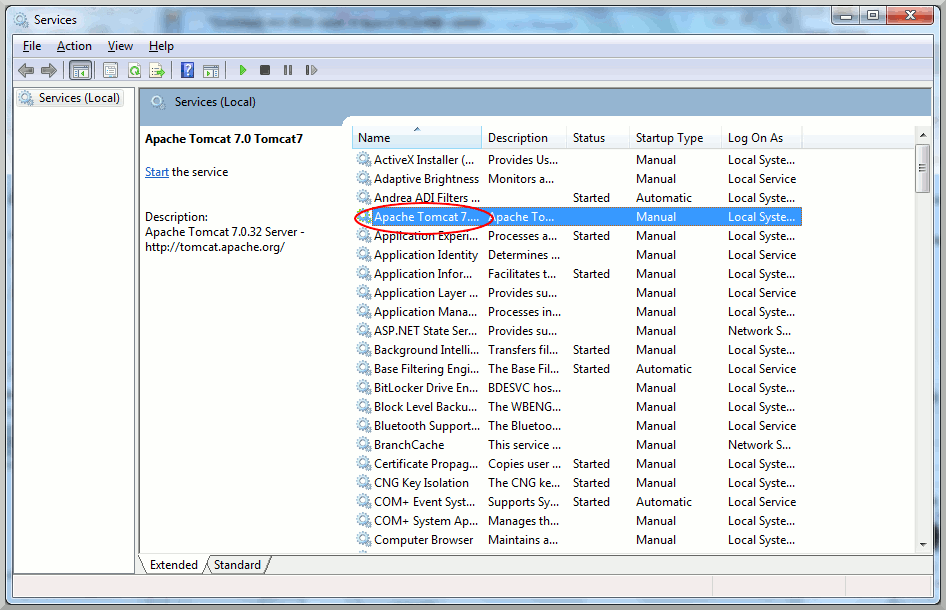 Services
File Action View Help
Services (Local)
Services (Local)
Apache Tomcat 7.0 Tomcat7
Start the service
Description:
Apache Tomcat 7.0.32 Server -
http://tomcat.apache.org/
Name Description Status Startup Type Log On As
ActiveX Installer (... Provides Us... Manual Local Syste...
Adaptive Brightness Monitors a... Manual Local Service
Andrea ADI Filters ... Started Automatic Local Syste...
Apache Tomcat 7.... Apache To... Manual Local Syste...
Application Experi... Processes a... Started Manual Local Syste...
Application Identity Determines ... Manual Local Service
Application Infor... Facilitates t... Started Manual Local Syste...
Application Layer ... Provides su... Manual Local Service
Application Mana... Processes in... Manual Local Syste...
ASP.NET State Ser... Provides su... Manual Network S...
Background Intelli... Transfers fil... Started Manual Local Syste...
Base Filtering Engi... The Base Fil... Started Automatic Local Service
BitLocker Drive En... BDESVC hos... Manual Local Syste...
Block Level Backu... The WBENG... Manual Local Syste...
Bluetooth Support... The Bluetoo... Manual Local Service
BranchCache This service ... Manual Network S...
Certificate Propag... Copies user ... Started Manual Local Syste...
CNG Key Isolation The CNG ke... Started Manual Local Syste...
COM+ Event Syst... Supports Sy... Started Automatic Local Service
COM+ System Ap... Manages th... Manual Local Syste...
Computer Browser Maintains a... Manual Local Syste...
Extended Standard